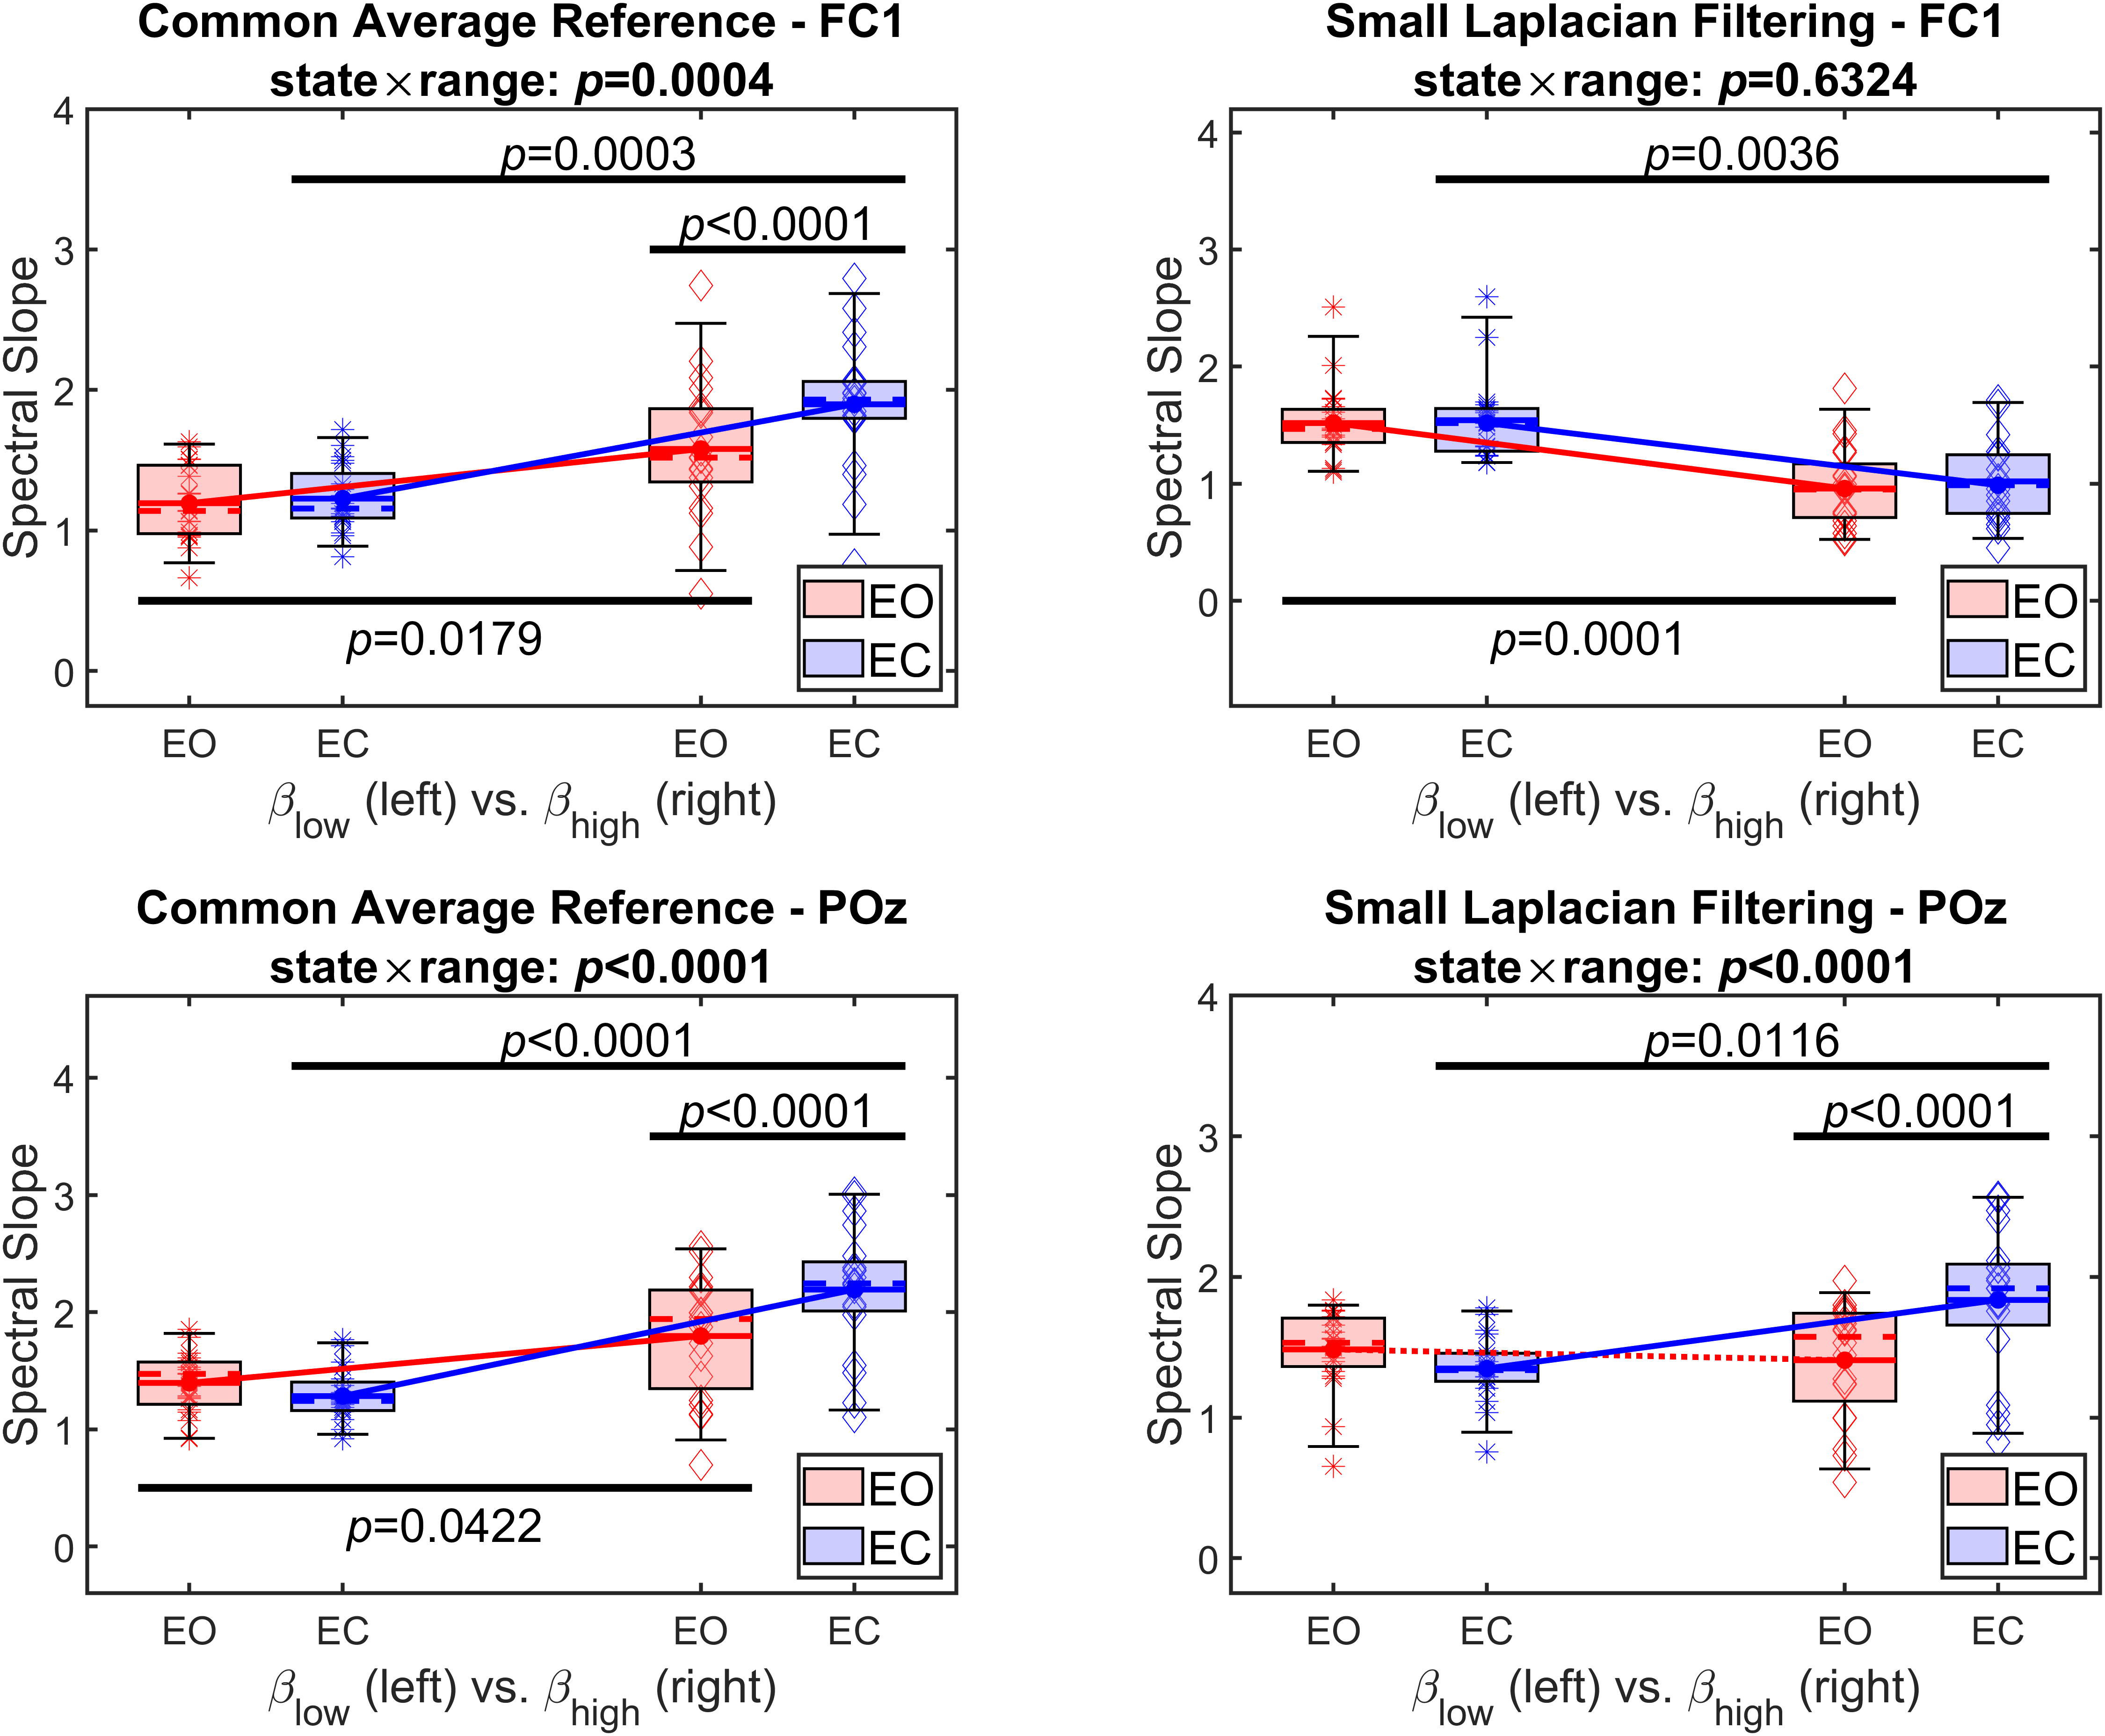 Common Average Reference - FC1
state×range: p=0.0004
4
3
2
1
0
Spectral Slope
p=0.0003
p<0.0001
p=0.0179
EO
EC
EO
EC
EO
EC
βlow (left) vs. βhigh (right)
Small Laplacian Filtering - FC1
state×range: p=0.6324
4
3
2
1
0
Spectral Slope
p=0.0036
p=0.0001
EO
EC
EO
EC
EO
EC
βlow (left) vs. βhigh (right)
Common Average Reference - POz
state×range: p<0.0001
4
3
2
1
0
Spectral Slope
p<0.0001
p<0.0001
p=0.0422
EO
EC
EO
EC
EO
EC
βlow (left) vs. βhigh (right)
Small Laplacian Filtering - POz
state×range: p<0.0001
4
3
2
1
0
Spectral Slope
p=0.0116
p<0.0001
EO
EC
EO
EC
EO
EC
βlow (left) vs. βhigh (right)